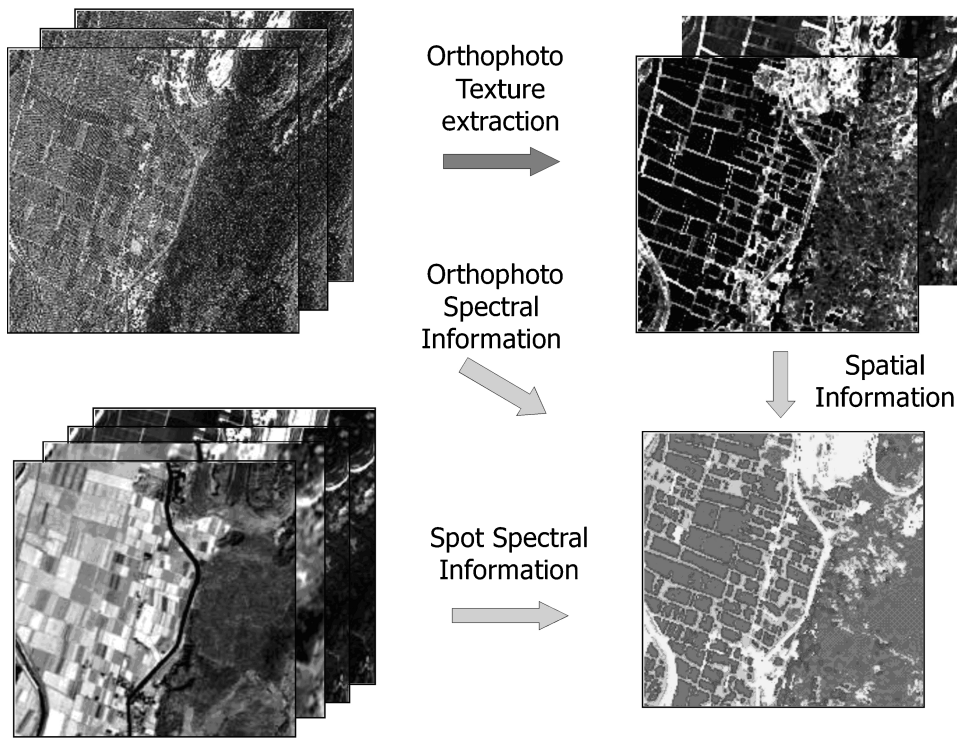 Orthophoto
Texture
extraction
Orthophoto
Spectral
Information
Spatial
Information
Spot Spectral
Information